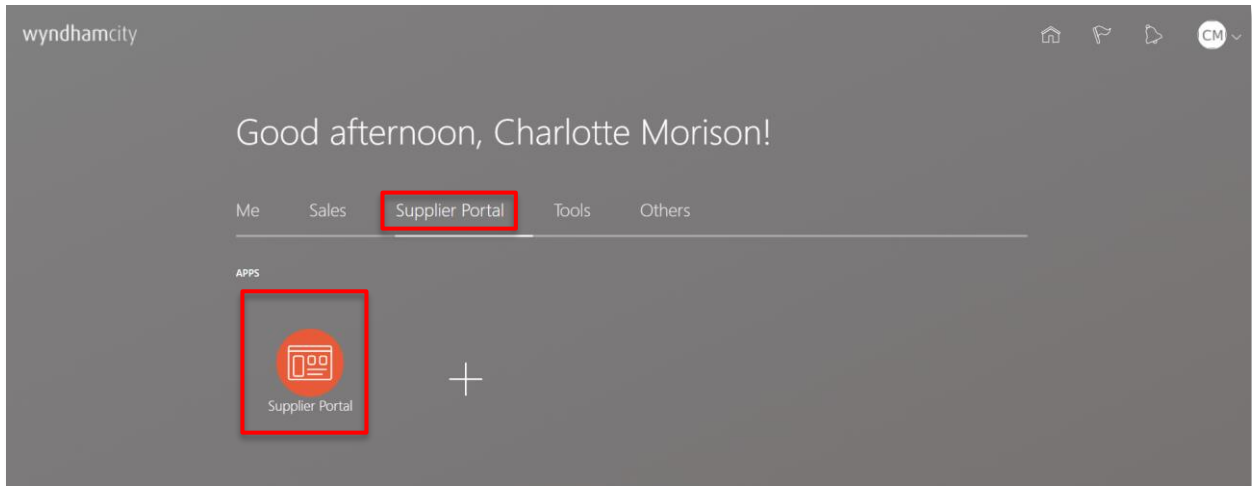 wyndhamcity
CM
Good afternoon, Charlotte Morison!
Me Sales Supplier Portal Tools Others
APPS
Supplier Portal